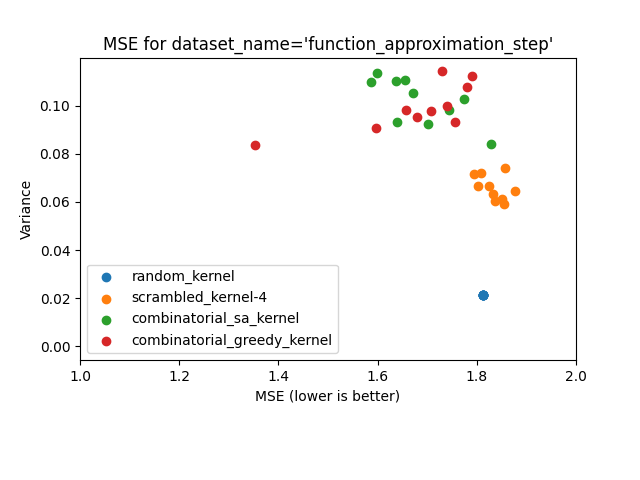 MSE for dataset_name='function_approximation_step'
0.10
0.08
0.06
0.04
0.02
0.00
Variance
random_kernel
scrambled_kernel-4
combinatorial_sa_kernel
combinatorial_greedy_kernel
1.0 1.2 1.4 1.6 1.8 2.0
MSE (lower is better)